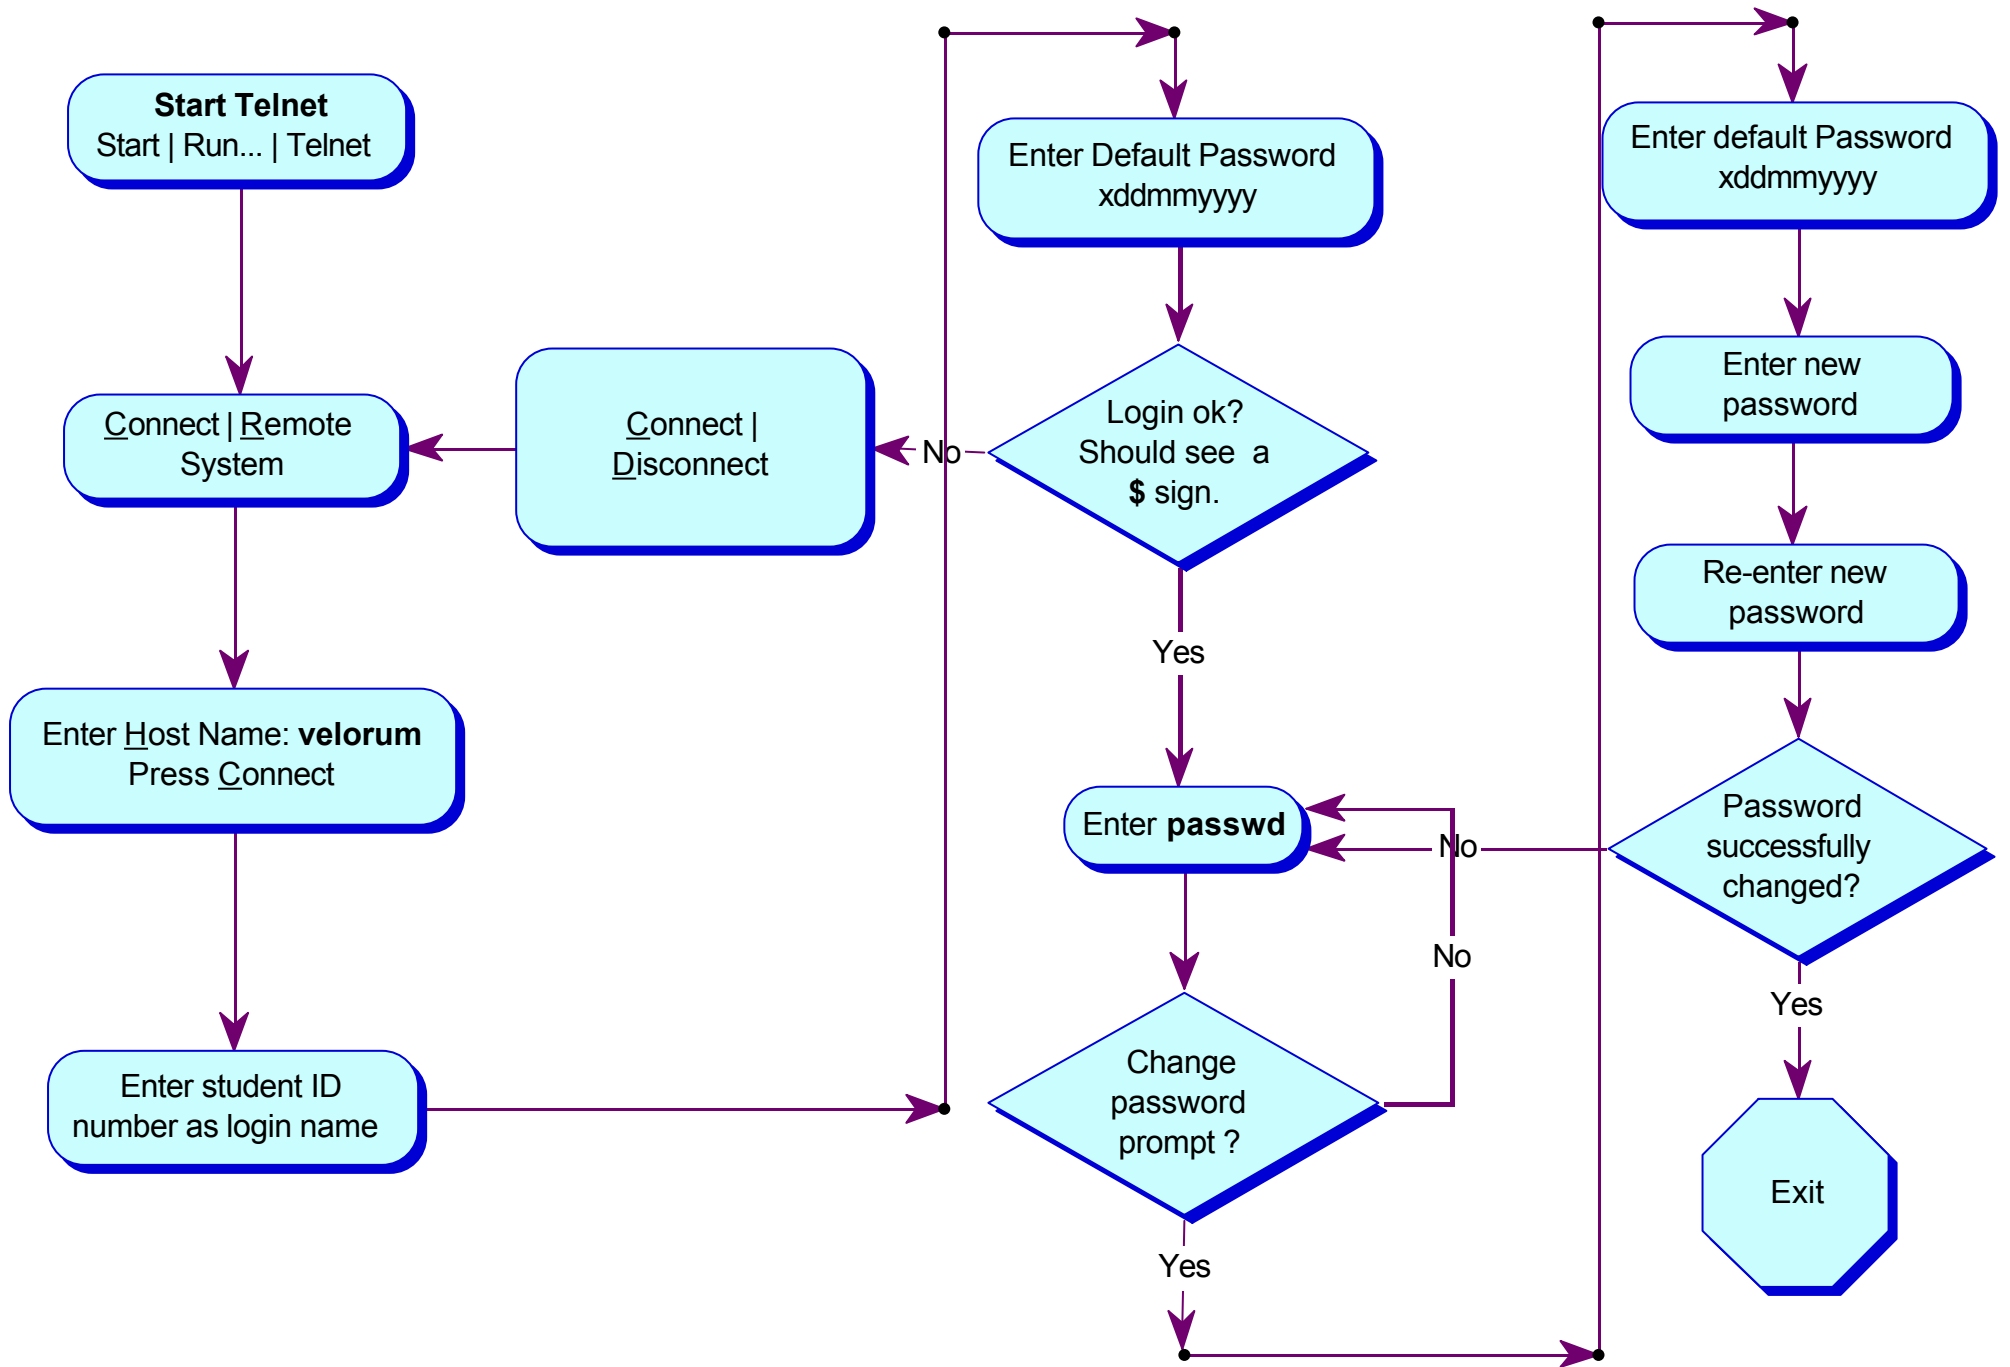 Start Telnet
Start | Run... | Telnet
Connect | Remote
System
Enter Host Name: velorum
Press Connect
Enter student ID
number as login name
Connect |
Disconnect
No
Enter Default Password
xddmmyyyy
Login ok?
Should see a
$ sign.
Yes
Enter passwd
Change
password
prompt ?
No
Yes
Enter default Password
xddmmyyyy
Enter new
password
Re-enter new
password
Password
successfully
changed?
No
Yes
Exit